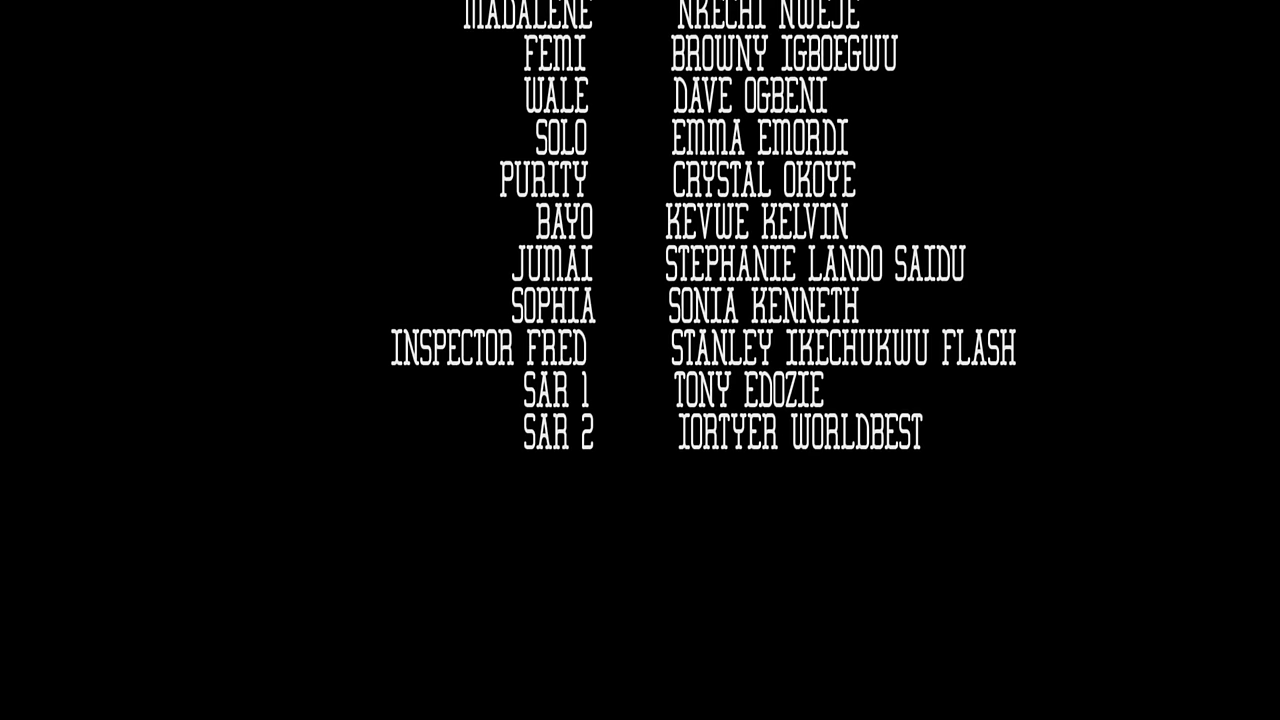 MADALENE NKECHI NWEJE
FEMI BROWNY IGBOEGWU
WALE DAVE OGBENI
SOLO EMMA EMORDI
PURITY CRYSTAL OKOYE
BAYO KEVWE KELVIN
JUMAI STEPHANIE LANDO SAIDU
SOPHIA SONIA KENNETH
INSPECTOR FRED STANLEY IKECHUKWU FLASH
SAR 1 TONY EDOZIE
SAR 2 IORTYER WORLDBEST